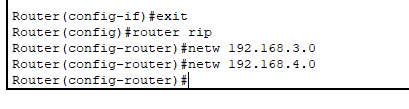 Router(config-if)#exit
Router(config)#router rip
Router(config-router)#netw 192.168.3.0
Router(config-router)#netw 192.168.4.0
Router(config-router)#